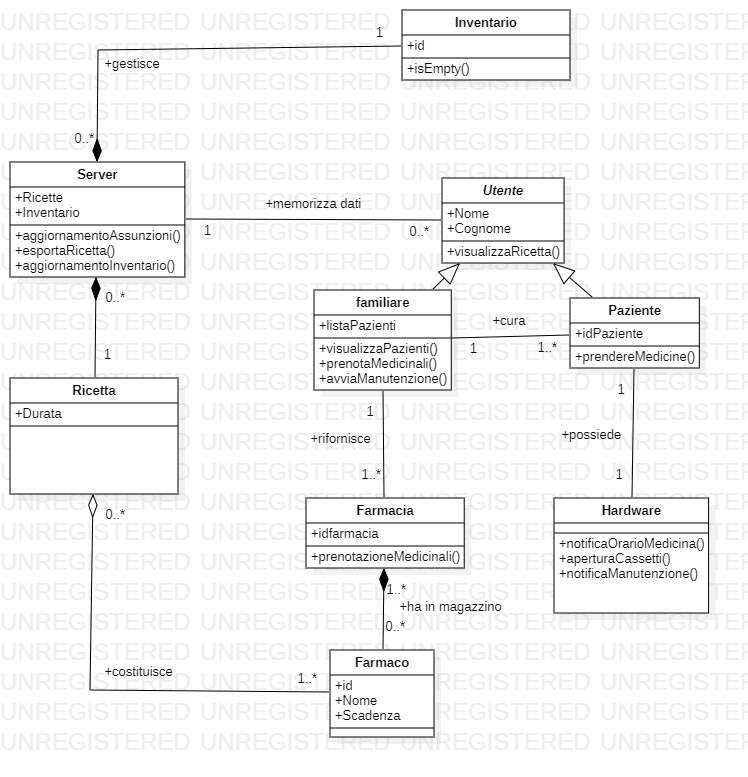 Inventario
+id
+isEmpty()
1
+gestisce
0..*
Server
+Ricette
+Inventario
+aggiornamentoAssunzioni()
+esportaRicetta()
+aggiornamentoInventario()
+memorizza dati
1
0..*
Utente
+Nome
+Cognome
+visualizzaRicetta()
0..*
1
familiare
+listaPazienti
+visualizzaPazienti()
+prenotaMedicinali()
+avviaManutenzione()
+cura
1
1..*
Paziente
+idPaziente
+prendereMedicine()
Ricetta
+Durata
1
+rifornisce
1..*
1
+possiede
1
Farmacia
+idfarmacia
+prenotazioneMedicinali()
Hardware
+notificaOrarioMedicina()
+aperturaCassetti()
+notificaManutenzione()
0..*
1..*
+ha in magazzino
0..*
+costituisce
1..*
Farmaco
+id
+Nome
+Scadenza
UNREGISTERED